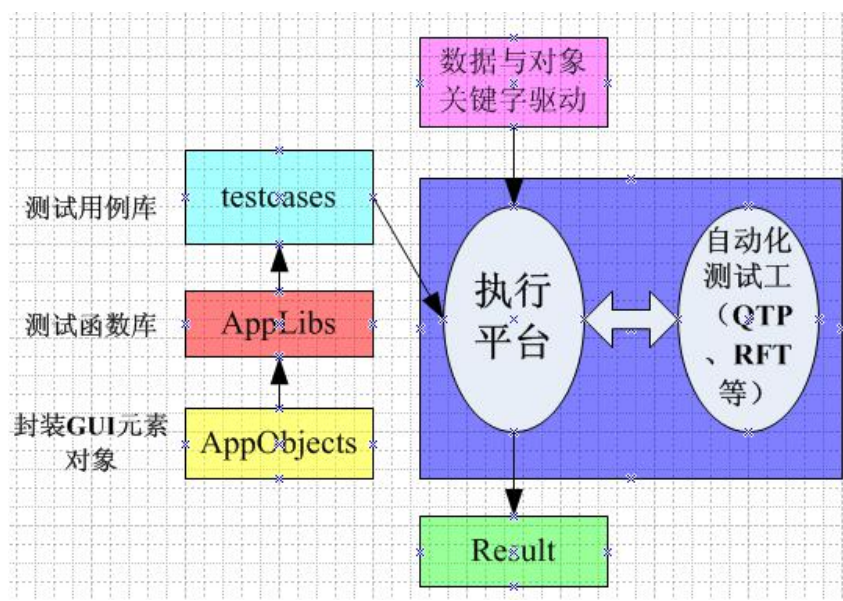 数据与对象
关键字驱动
测试用例库
testcases
测试函数库
AppLibs
封装GUI元素
对象
AppObjects
执行
平台
自动化
测试工
（QTP
、RFT
等）
Result